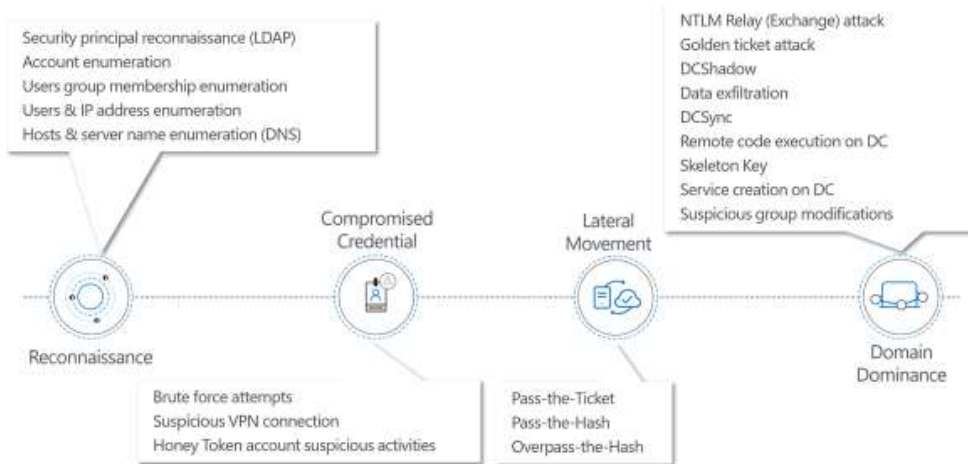 Security principal reconnaissance (LDAP)
Account enumeration
Users group membership enumeration
Users & IP address enumeration
Hosts & server name enumeration (DNS)
NTLM Relay (Exchange) attack
Golden ticket attack
DCShadow
Data exfiltration
DCSync
Remote code execution on DC
Skeleton Key
Service creation on DC
Suspicious group modifications
Compromised
Credential
Lateral
Movement
Reconnaissance
Domain
Dominance
Brute force attempts
Suspicious VPN connection
Honey Token account suspicious activities
Pass-the-Ticket
Pass-the-Hash
Overpass-the-Hash